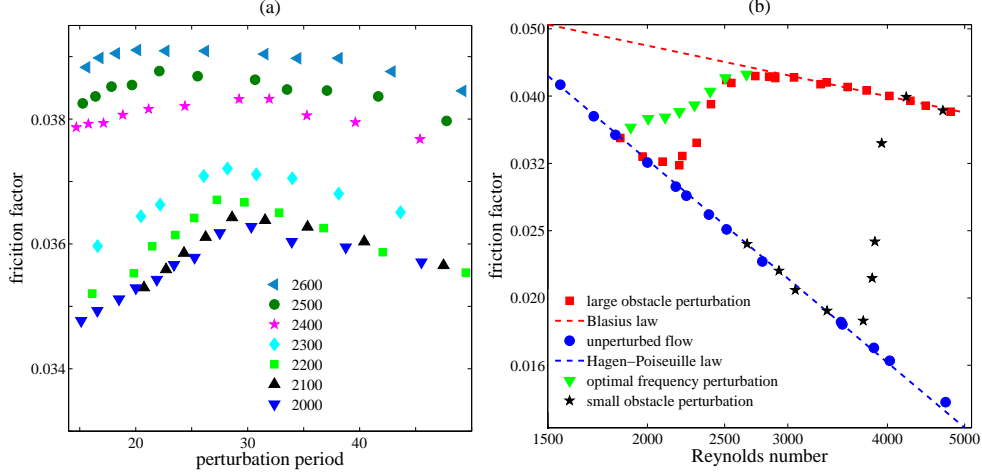 (a)
friction factor
0.038
0.036
0.034
2600
2500
2400
2300
2200
2100
2000
20
30
40
perturbation period
(b)
friction factor
0.050
0.040
0.032
0.025
0.020
0.016
large obstacle perturbation
Blasius law
unperturbed flow
Hagen−Poiseuille law
optimal frequency perturbation
small obstacle perturbation
1500
2000
2500
3000
4000
5000
Reynolds number